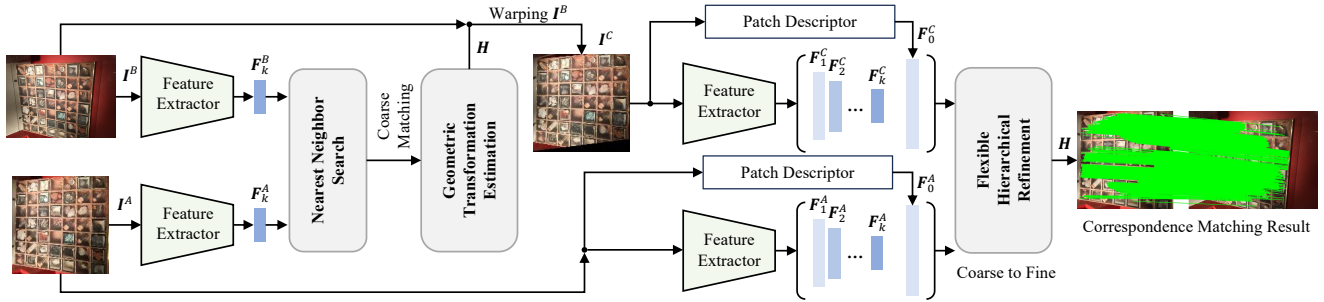 Warping I^B
Patch Descriptor
I^C
F_0^C
H
I^B
Feature
Extractor
F_k^B
Nearest Neighbor
Search
Coarse
Matching
Geometric
Transformation
Estimation
Feature
Extractor
F_1^C
F_2^C
...
F_k^C
Flexible
Hierarchical
Refinement
H
Patch Descriptor
F_0^A
I^A
Feature
Extractor
F_k^A
Feature
Extractor
F_1^A
F_2^A
...
F_k^A
Correspondence Matching Result
Coarse to Fine